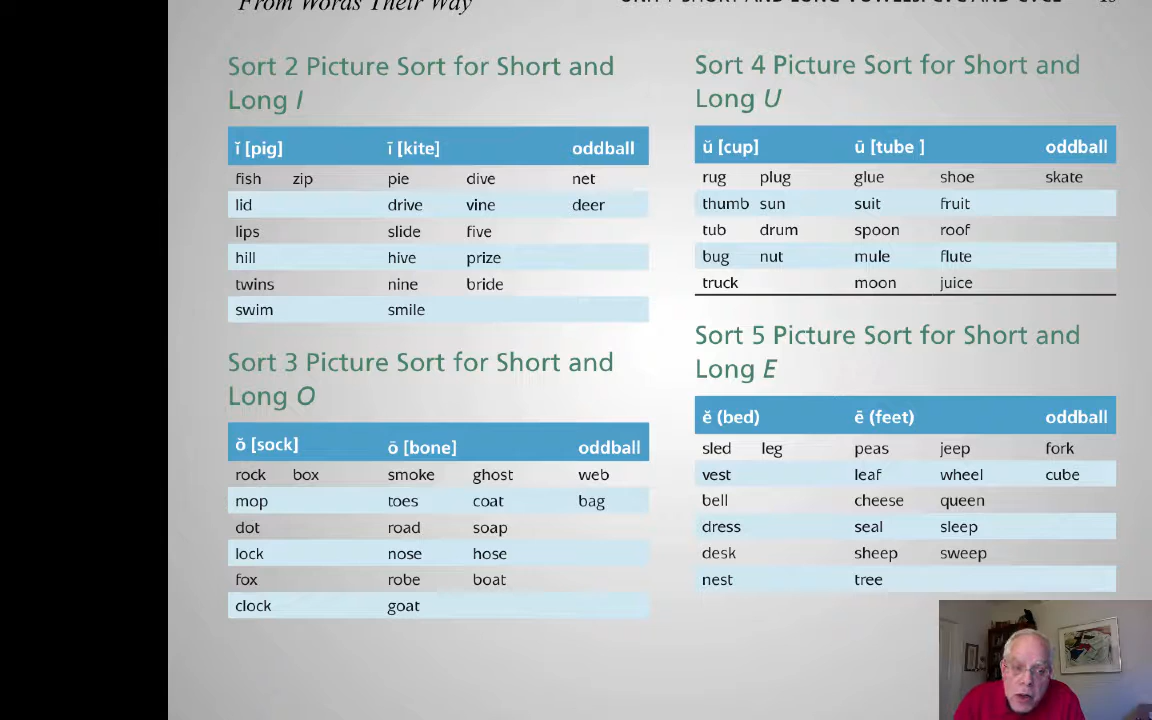 From Words Their Way
Sort 2 Picture Sort for Short and
Long I
ĭ [pig] ī [kite] oddball
fish zip pie dive net
lid drive vine deer
lips slide five
hill hive prize
twins nine bride
swim smile
Sort 3 Picture Sort for Short and
Long O
ŏ [sock] ō [bone] oddball
rock box smoke ghost web
mop toes coat bag
dot road soap
lock nose hose
fox robe boat
clock goat
Sort 4 Picture Sort for Short and
Long U
ŭ [cup] ū [tube ] oddball
rug plug glue shoe skate
thumb sun suit fruit
tub drum spoon roof
bug nut mule flute
truck moon juice
Sort 5 Picture Sort for Short and
Long E
ĕ (bed) ē (feet) oddball
sled leg peas jeep fork
vest leaf wheel cube
bell cheese queen
dress seal sleep
desk sheep sweep
nest tree